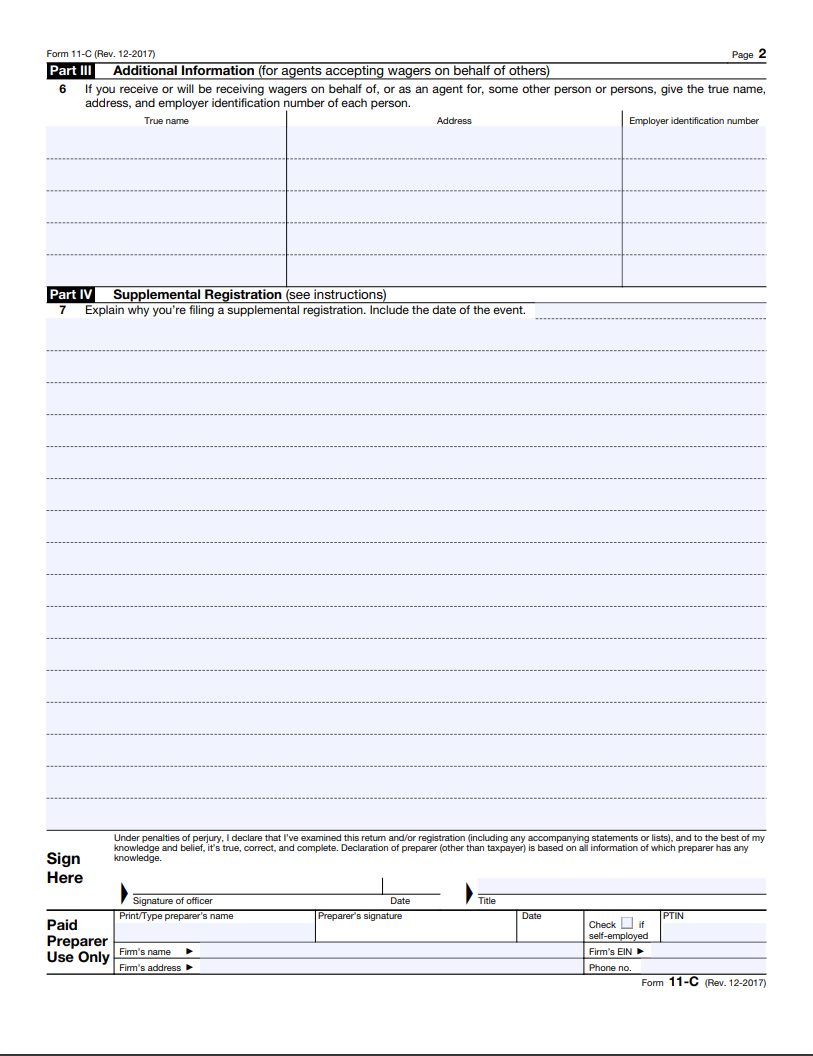 Form 11-C (Rev. 12-2017) Page 2
Part III Additional Information (for agents accepting wagers on behalf of others)
6 If you receive or will be receiving wagers on behalf of, or as an agent for, some other person or persons, give the true name,
address, and employer identification number of each person.
True name Address Employer identification number
Part IV Supplemental Registration (see instructions)
7 Explain why you're filing a supplemental registration. Include the date of the event.
Sign
Here
Under penalties of perjury, I declare that I've examined this return and/or registration (including any accompanying statements or lists), and to the best of my
knowledge and belief, it's true, correct, and complete. Declaration of preparer (other than taxpayer) is based on all information of which preparer has any
knowledge.
Signature of officer Date Title
Paid
Preparer
Use Only
Print/Type preparer's name Preparer's signature Date Check if
self-employed PTIN
Firm's name ► Firm's EIN ►
Firm's address ► Phone no.
Form 11-C (Rev. 12-2017)